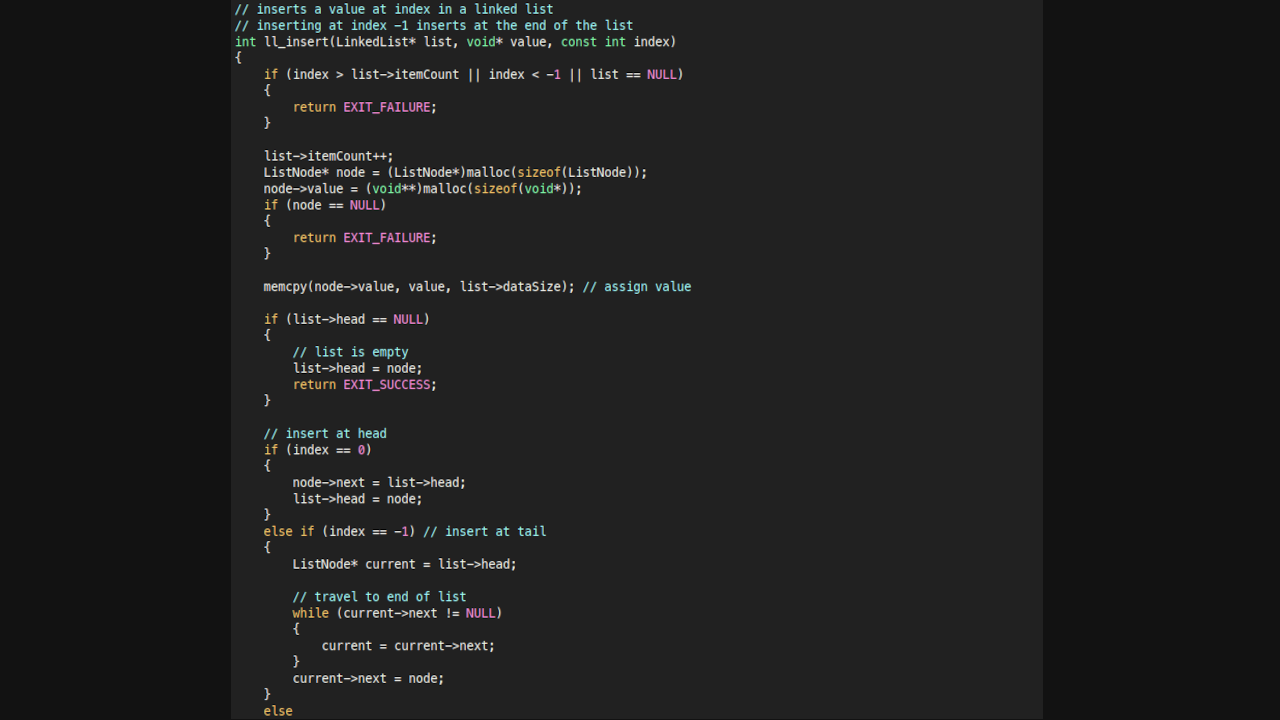 // inserts a value at index in a linked list
// inserting at index -1 inserts at the end of the list
int ll_insert(LinkedList* list, void* value, const int index)
{
    if (index > list->itemCount || index < -1 || list == NULL)
    {
        return EXIT_FAILURE;
    }

    list->itemCount++;
    ListNode* node = (ListNode*)malloc(sizeof(ListNode));
    node->value = (void**)malloc(sizeof(void*));
    if (node == NULL)
    {
        return EXIT_FAILURE;
    }

    memcpy(node->value, value, list->dataSize); // assign value

    if (list->head == NULL)
    {
        // list is empty
        list->head = node;
        return EXIT_SUCCESS;
    }

    // insert at head
    if (index == 0)
    {
        node->next = list->head;
        list->head = node;
    }
    else if (index == -1) // insert at tail
    {
        ListNode* current = list->head;

        // travel to end of list
        while (current->next != NULL)
        {
            current = current->next;
        }
        current->next = node;
    }
    else